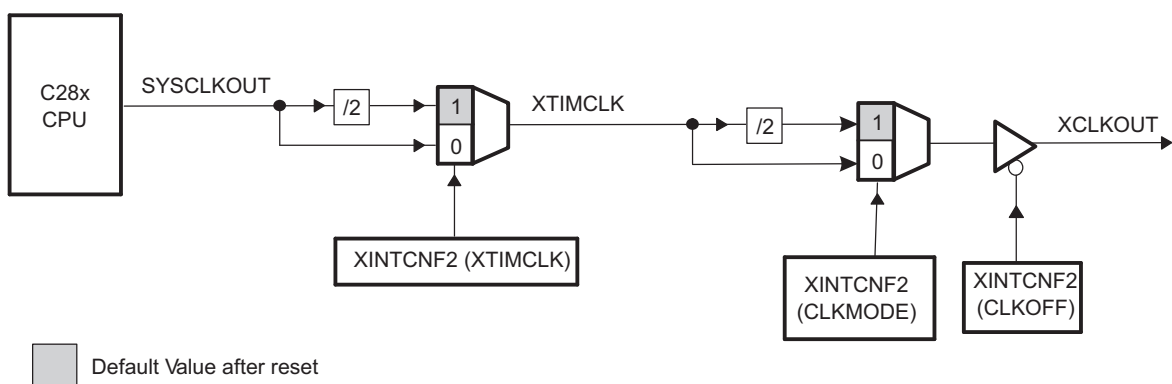 C28x
CPU
SYSCLKOUT
/2
1
0
XTIMCLK
/2
1
0
XCLKOUT
XINTCNF2 (XTIMCLK)
XINTCNF2
(CLKMODE)
XINTCNF2
(CLKOFF)
Default Value after reset